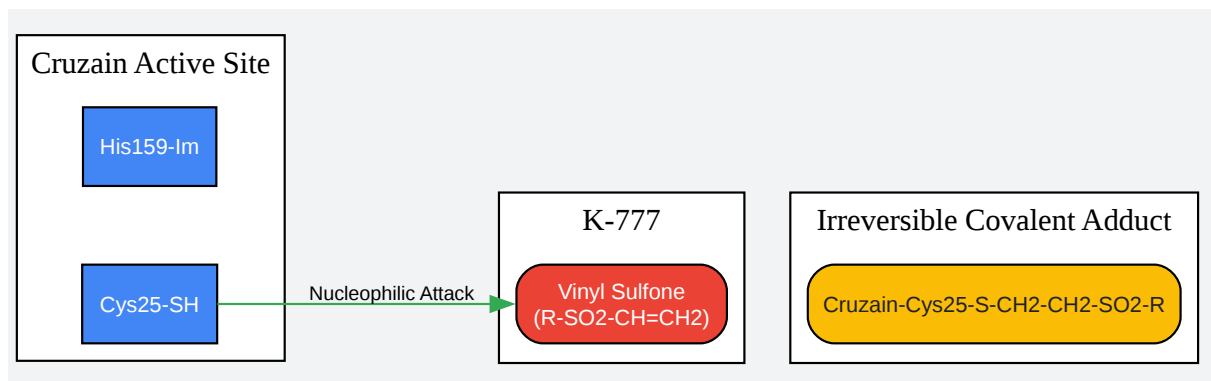 Cruzain Active Site
His159-Im
Cys25-SH
Nucleophilic Attack
K-777
Vinyl Sulfone
(R-SO2-CH=CH2)
Irreversible Covalent Adduct
Cruzain-Cys25-S-CH2-CH2-SO2-R